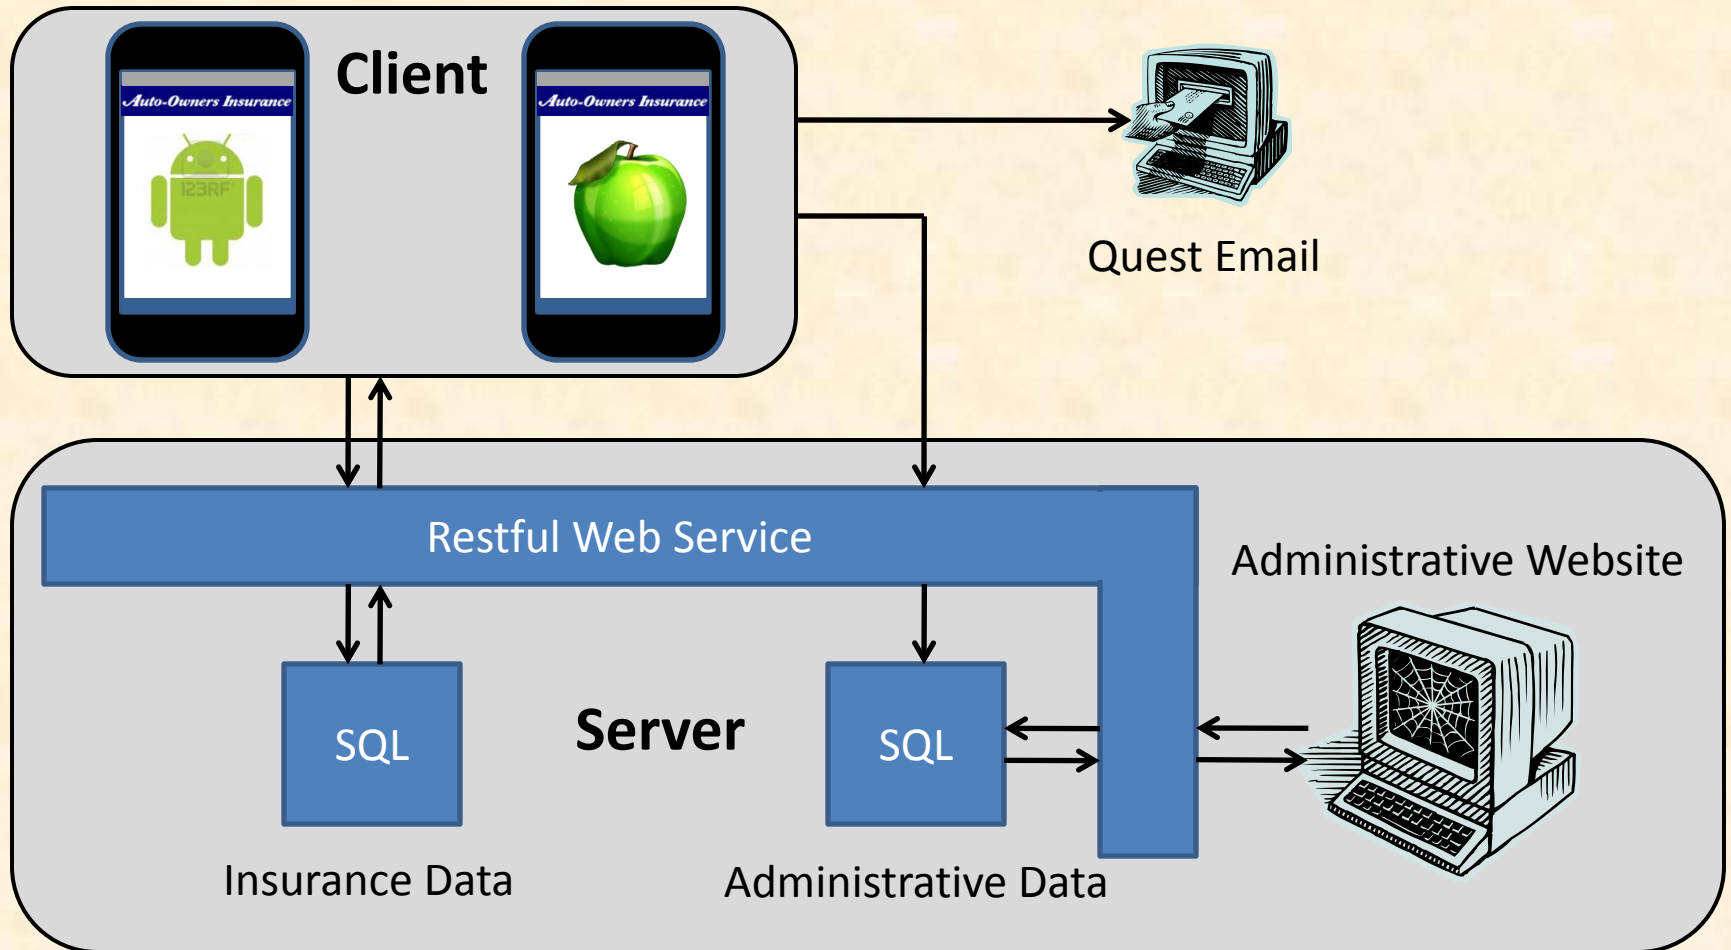 Client
Auto-Owners Insurance
Auto-Owners Insurance
123RF
Quest Email
Restful Web Service
Administrative Website
SQL
Server
SQL
Insurance Data
Administrative Data